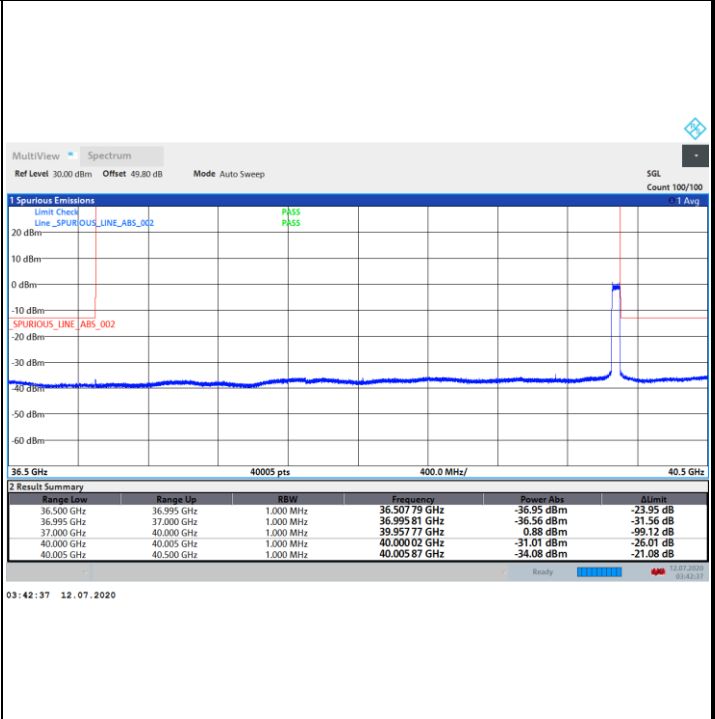 MultiView Spectrum
Ref Level 30.00 dBm Offset 49.80 dB Mode Auto Sweep SGL
Count 100/100
1 Spurious Emissions 1 Avg
Limit Check PASS
Line _SPURIOUS_LINE_ABS_002 PASS
20 dBm
10 dBm
0 dBm
-10 dBm
_SPURIOUS_LINE_ABS_002
-20 dBm
-30 dBm
-40 dBm
-50 dBm
-60 dBm
36.5 GHz 40005 pts 400.0 MHz/ 40.5 GHz
2 Result Summary
Range Low Range Up RBW Frequency Power Abs ΔLimit
36.500 GHz 36.995 GHz 1.000 MHz 36.507 79 GHz -36.95 dBm -23.95 dB
36.995 GHz 37.000 GHz 1.000 MHz 36.995 81 GHz -36.56 dBm -31.56 dB
37.000 GHz 40.000 GHz 1.000 MHz 39.957 77 GHz 0.88 dBm -99.12 dB
40.000 GHz 40.005 GHz 1.000 MHz 40.000 02 GHz -31.01 dBm -26.01 dB
40.005 GHz 40.500 GHz 1.000 MHz 40.005 87 GHz -34.08 dBm -21.08 dB
Ready 12.07.2020
03:42:37
03:42:37 12.07.2020